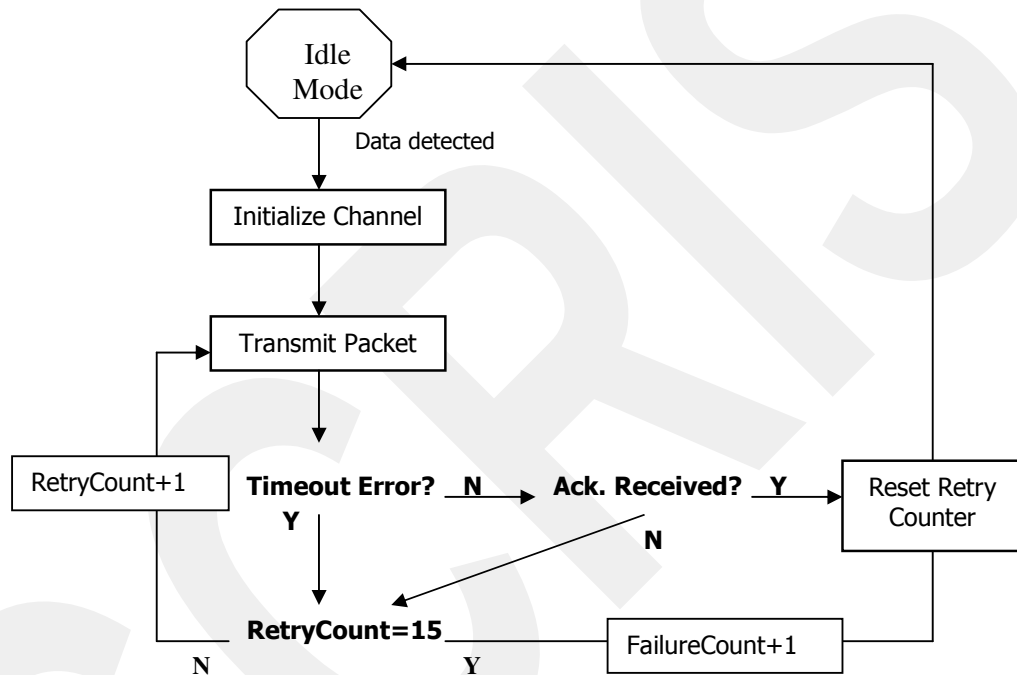 Idle
Mode
Data detected
Initialize Channel
Transmit Packet
RetryCount+1
Timeout Error?
N
Ack. Received?
Y
Reset Retry
Counter
Y
N
RetryCount=15
FailureCount+1
N
Y